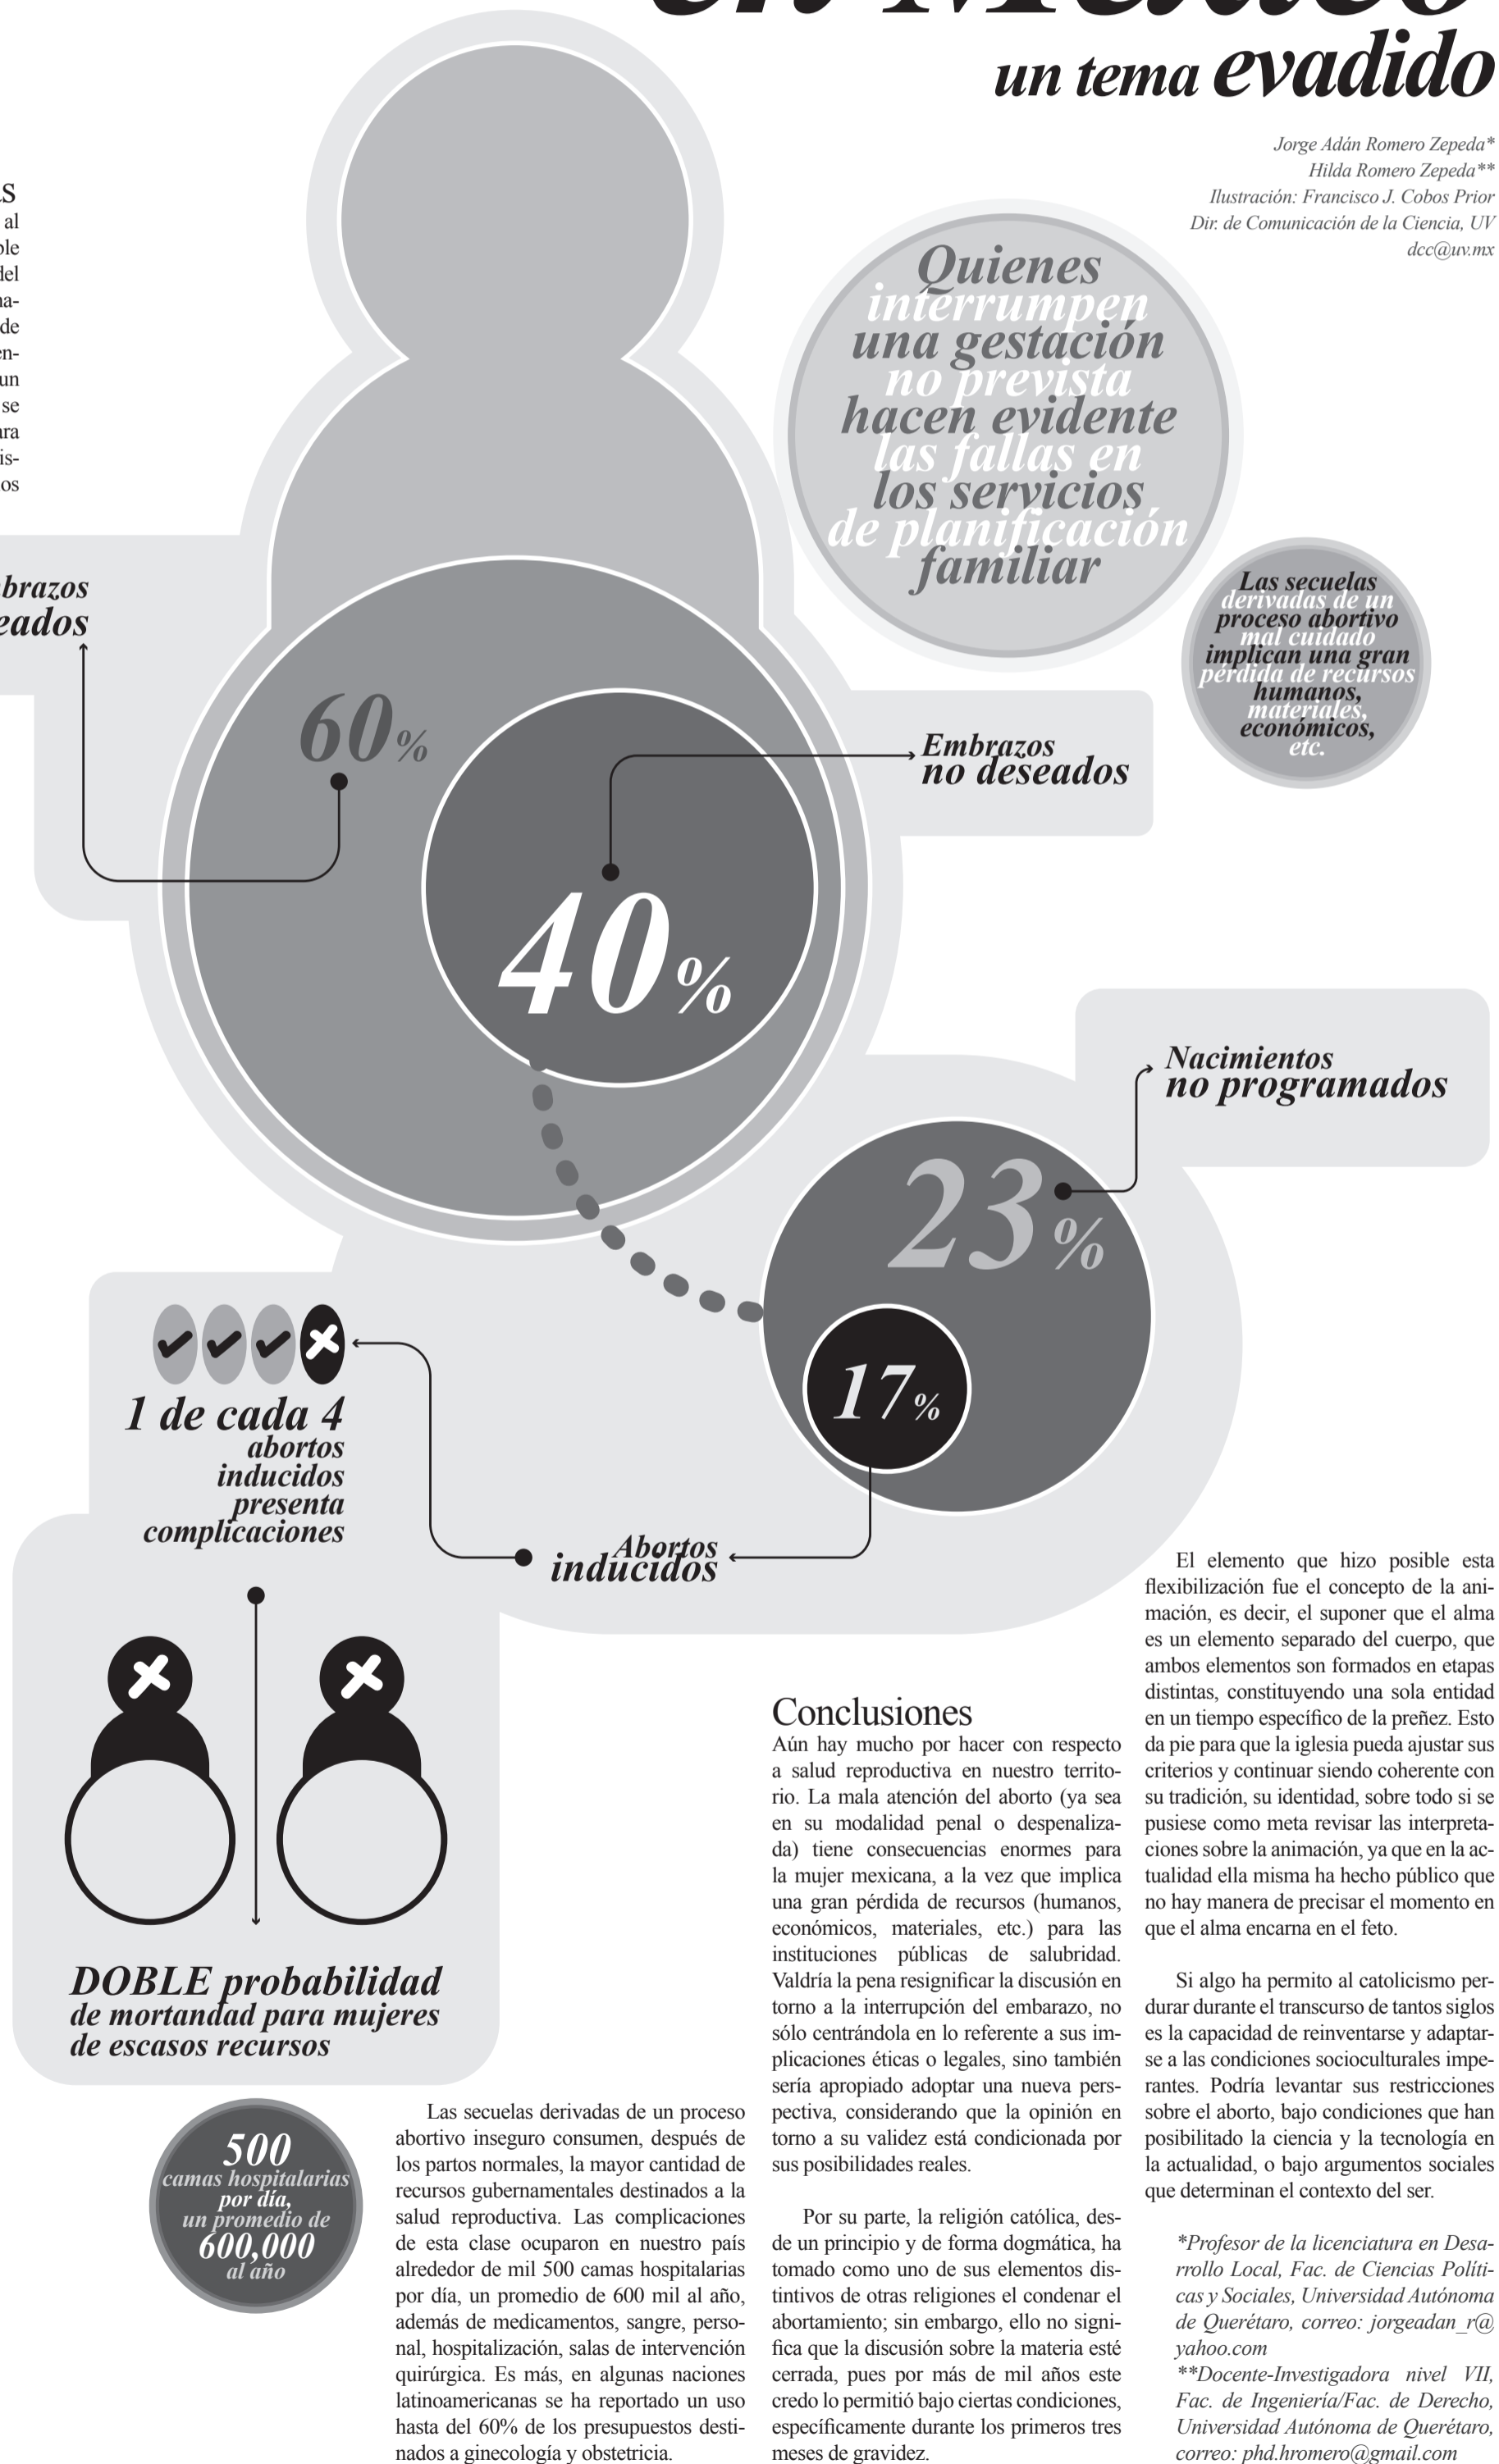 en México
un tema evadido
Jorge Adán Romero Zepeda*
Hilda Romero Zepeda**
Ilustración: Francisco J. Cobos Prior
Dir. de Comunicación de la Ciencia, UV
dcc@uv.mx
s
al
ble
del
ma-
de
en-
un
se
ara
is-
os
Quienes
interrumpen
una gestación
no prevista
hacen evidente
las fallas en
los servicios
de planificación
familiar
Las secuelas
derivadas de un
proceso abortivo
mal cuidado
implican una gran
pérdida de recursos
humanos,
materiales,
económicos,
etc.
brazos
eados
60%
Embrazos
no deseados
40%
Nacimientos
no programados
23%
17%
1 de cada 4
abortos
inducidos
presenta
complicaciones
Abortos
inducidos
DOBLE probabilidad
de mortandad para mujeres
de escasos recursos
500
camas hospitalarias
por día,
un promedio de
600,000
al año
Las secuelas derivadas de un proceso
abortivo inseguro consumen, después de
los partos normales, la mayor cantidad de
recursos gubernamentales destinados a la
salud reproductiva. Las complicaciones
de esta clase ocuparon en nuestro país
alrededor de mil 500 camas hospitalarias
por día, un promedio de 600 mil al año,
además de medicamentos, sangre, perso-
nal, hospitalización, salas de intervención
quirúrgica. Es más, en algunas naciones
latinoamericanas se ha reportado un uso
hasta del 60% de los presupuestos desti-
nados a ginecología y obstetricia.
Conclusiones
Aún hay mucho por hacer con respecto
a salud reproductiva en nuestro territo-
rio. La mala atención del aborto (ya sea
en su modalidad penal o despenaliza-
da) tiene consecuencias enormes para
la mujer mexicana, a la vez que implica
una gran pérdida de recursos (humanos,
económicos, materiales, etc.) para las
instituciones públicas de salubridad.
Valdría la pena resignificar la discusión en
torno a la interrupción del embarazo, no
sólo centrándola en lo referente a sus im-
plicaciones éticas o legales, sino también
sería apropiado adoptar una nueva pers-
pectiva, considerando que la opinión en
torno a su validez está condicionada por
sus posibilidades reales.
Por su parte, la religión católica, des-
de un principio y de forma dogmática, ha
tomado como uno de sus elementos dis-
tintivos de otras religiones el condenar el
abortamiento; sin embargo, ello no signi-
fica que la discusión sobre la materia esté
cerrada, pues por más de mil años este
credo lo permitió bajo ciertas condiciones,
específicamente durante los primeros tres
meses de gravidez.
El elemento que hizo posible esta
flexibilización fue el concepto de la ani-
mación, es decir, el suponer que el alma
es un elemento separado del cuerpo, que
ambos elementos son formados en etapas
distintas, constituyendo una sola entidad
en un tiempo específico de la preñez. Esto
da pie para que la iglesia pueda ajustar sus
criterios y continuar siendo coherente con
su tradición, su identidad, sobre todo si se
pusiese como meta revisar las interpreta-
ciones sobre la animación, ya que en la ac-
tualidad ella misma ha hecho público que
no hay manera de precisar el momento en
que el alma encarna en el feto.
Si algo ha permito al catolicismo per-
durar durante el transcurso de tantos siglos
es la capacidad de reinventarse y adaptar-
se a las condiciones socioculturales impe-
rantes. Podría levantar sus restricciones
sobre el aborto, bajo condiciones que han
posibilitado la ciencia y la tecnología en
la actualidad, o bajo argumentos sociales
que determinan el contexto del ser.
*Profesor de la licenciatura en Desa-
rrollo Local, Fac. de Ciencias Políti-
cas y Sociales, Universidad Autónoma
de Querétaro, correo: jorgeadan_r@
yahoo.com
**Docente-Investigadora nivel VII,
Fac. de Ingeniería/Fac. de Derecho,
Universidad Autónoma de Querétaro,
correo: phd.hromero@gmail.com